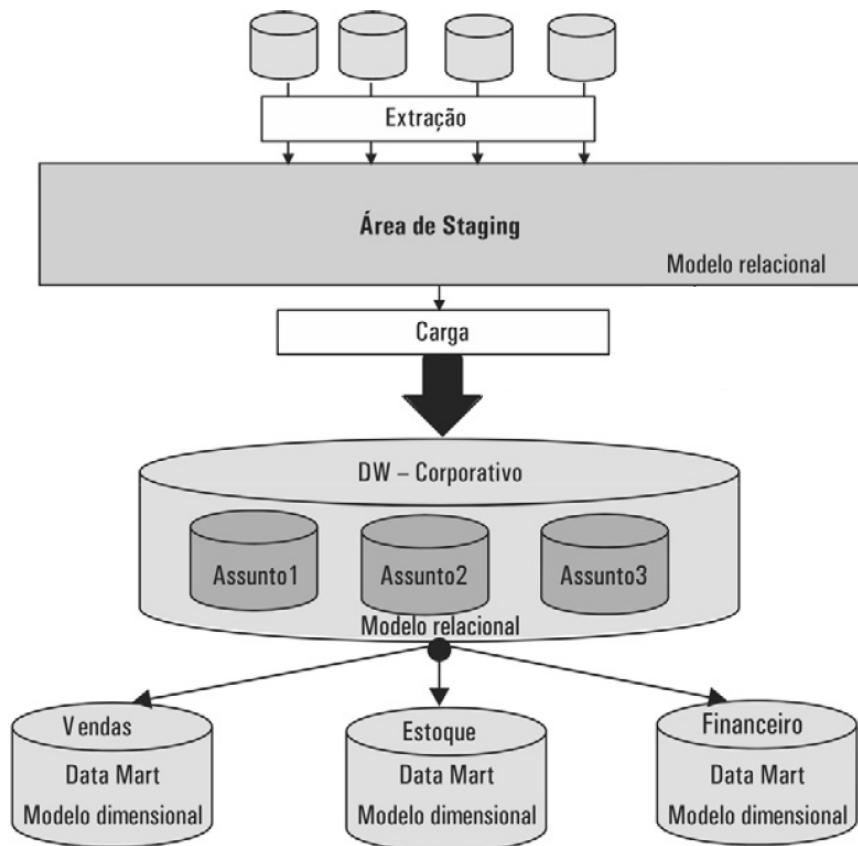 Extração
Área de Staging
Modelo relacional
Carga
DW – Corporativo
Assunto1
Assunto2
Assunto3
Modelo relacional
Vendas
Data Mart
Modelo dimensional
Estoque
Data Mart
Modelo dimensional
Financeiro
Data Mart
Modelo dimensional